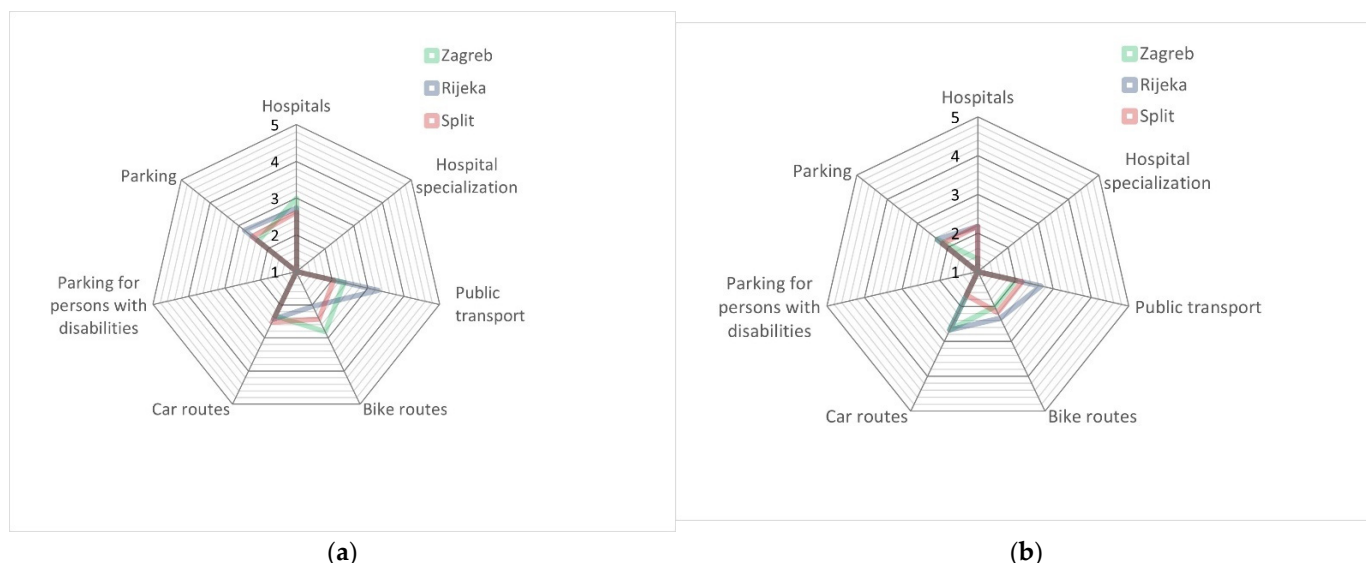 Zagreb
Rijeka
Split
Hospitals
5
4
3
2
1
Hospital
specialization
Public
transport
Bike routes
Car routes
Parking for
persons with
disabilities
Parking
(a)
Zagreb
Rijeka
Split
Hospitals
5
4
3
2
1
Hospital
specialization
Public transport
Bike routes
Car routes
Parking for
persons with
disabilities
Parking
(b)